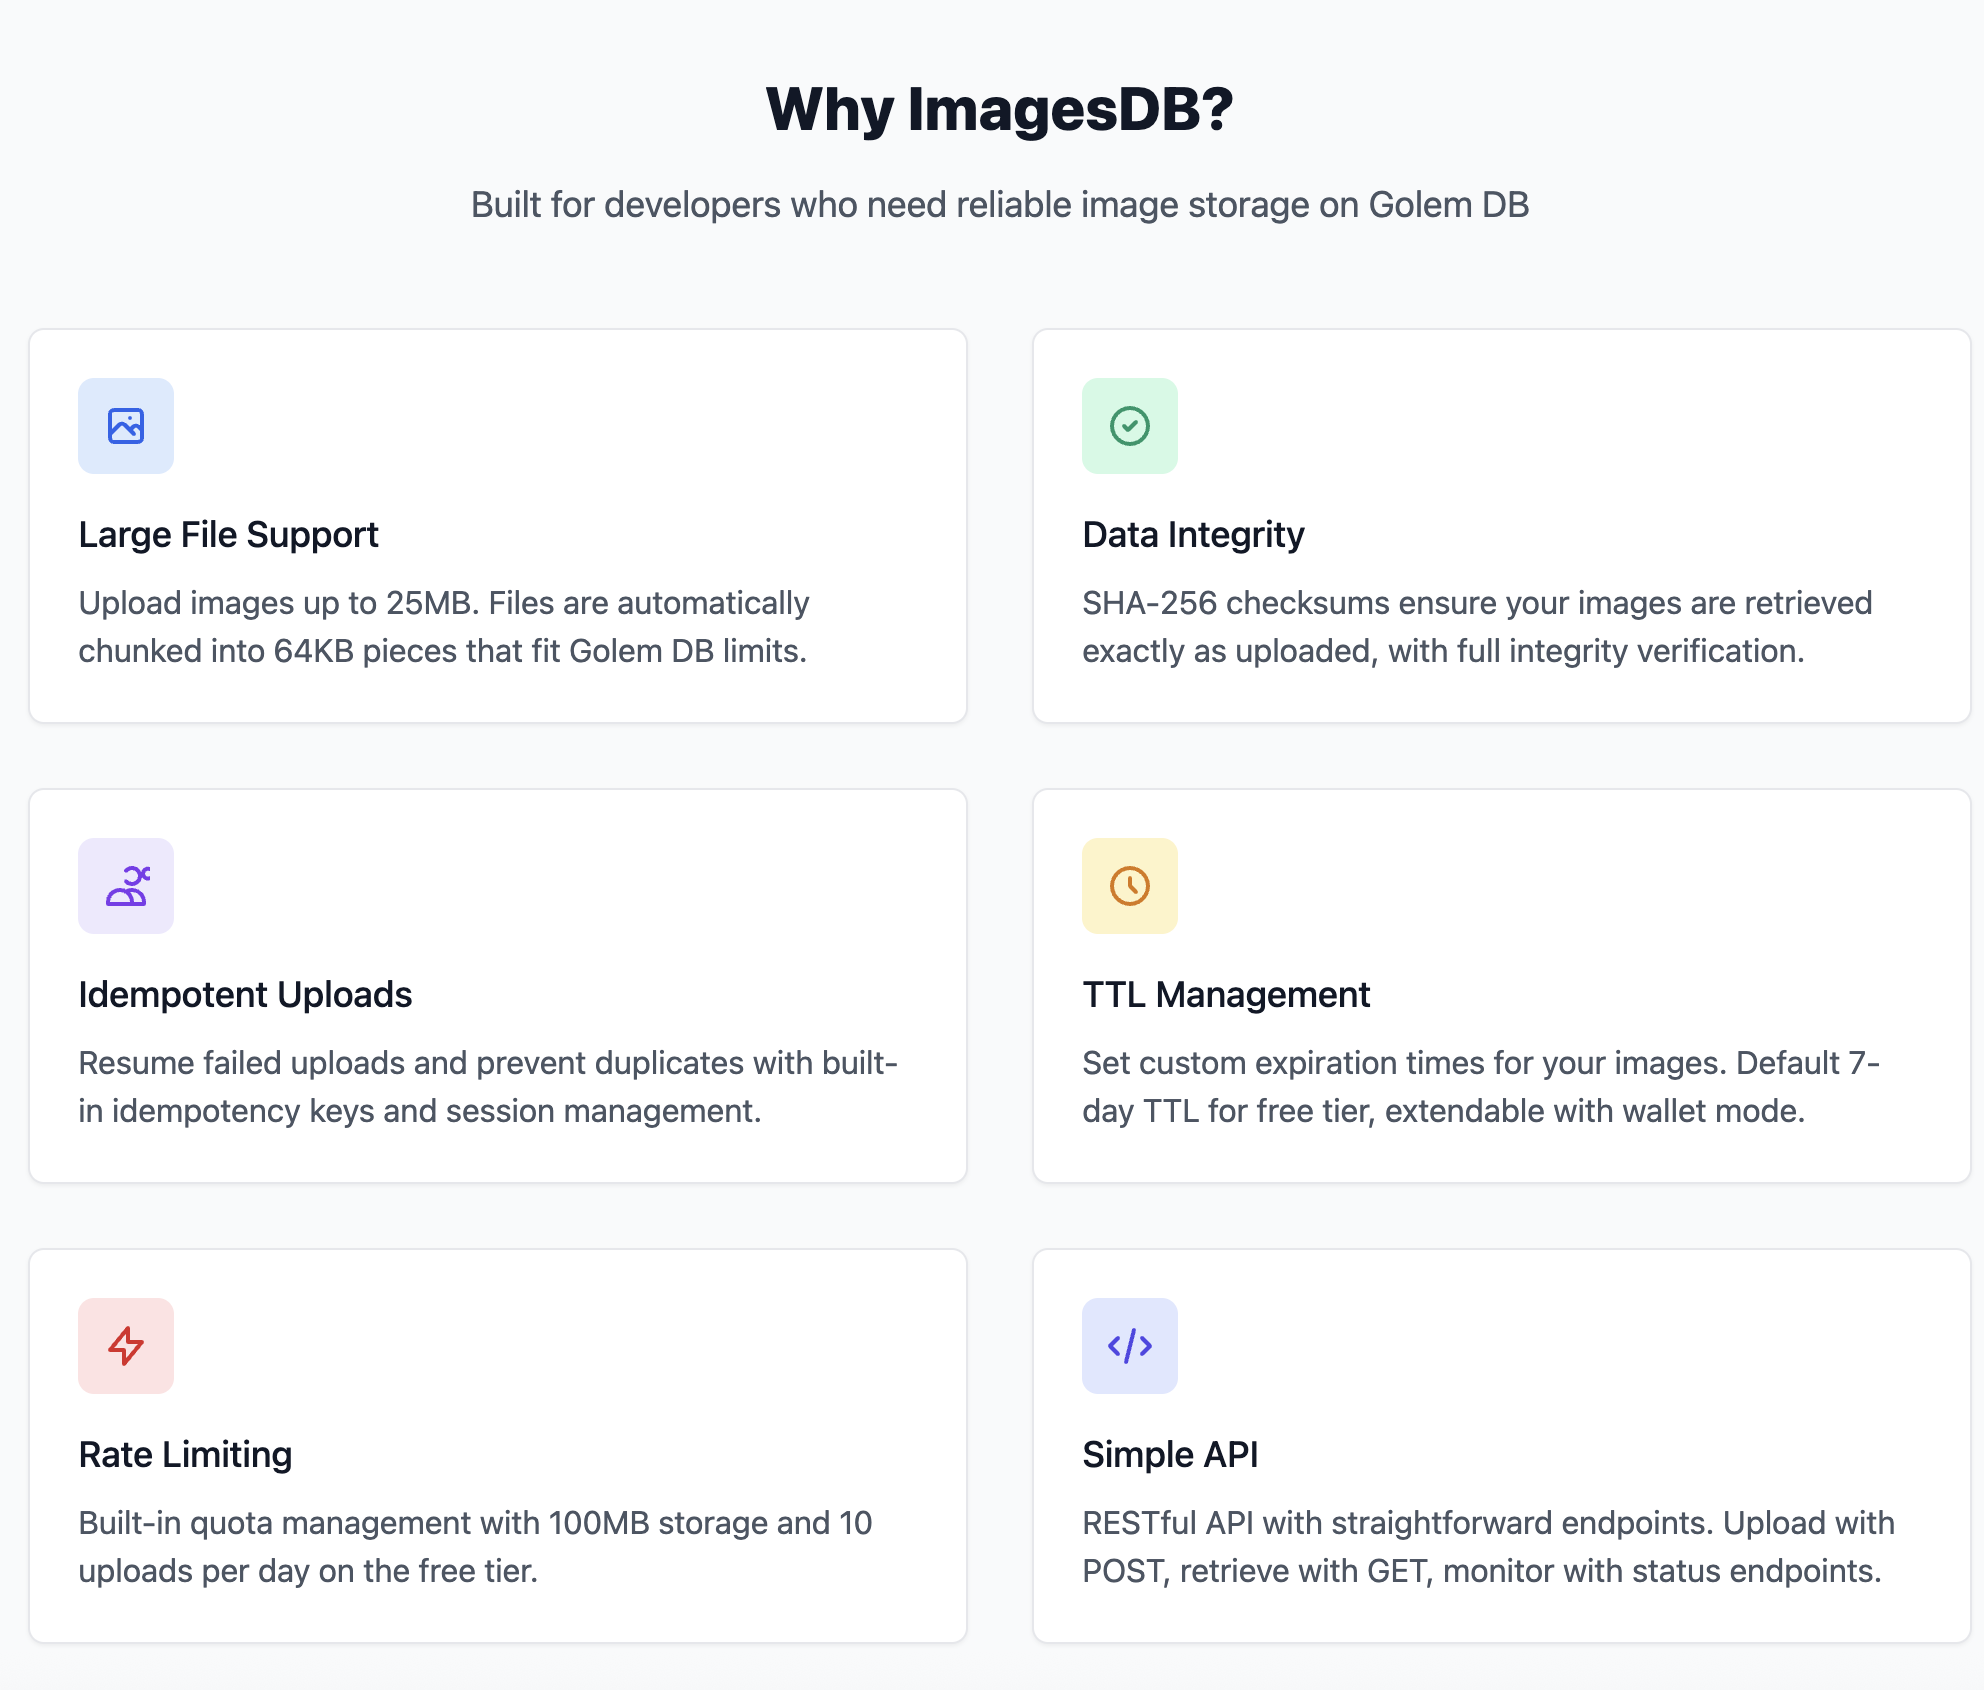 Why ImagesDB?
Built for developers who need reliable image storage on Golem DB
Large File Support
Upload images up to 25MB. Files are automatically
chunked into 64KB pieces that fit Golem DB limits.
Data Integrity
SHA-256 checksums ensure your images are retrieved
exactly as uploaded, with full integrity verification.
Idempotent Uploads
Resume failed uploads and prevent duplicates with built-
in idempotency keys and session management.
TTL Management
Set custom expiration times for your images. Default 7-
day TTL for free tier, extendable with wallet mode.
Rate Limiting
Built-in quota management with 100MB storage and 10
uploads per day on the free tier.
Simple API
RESTful API with straightforward endpoints. Upload with
POST, retrieve with GET, monitor with status endpoints.